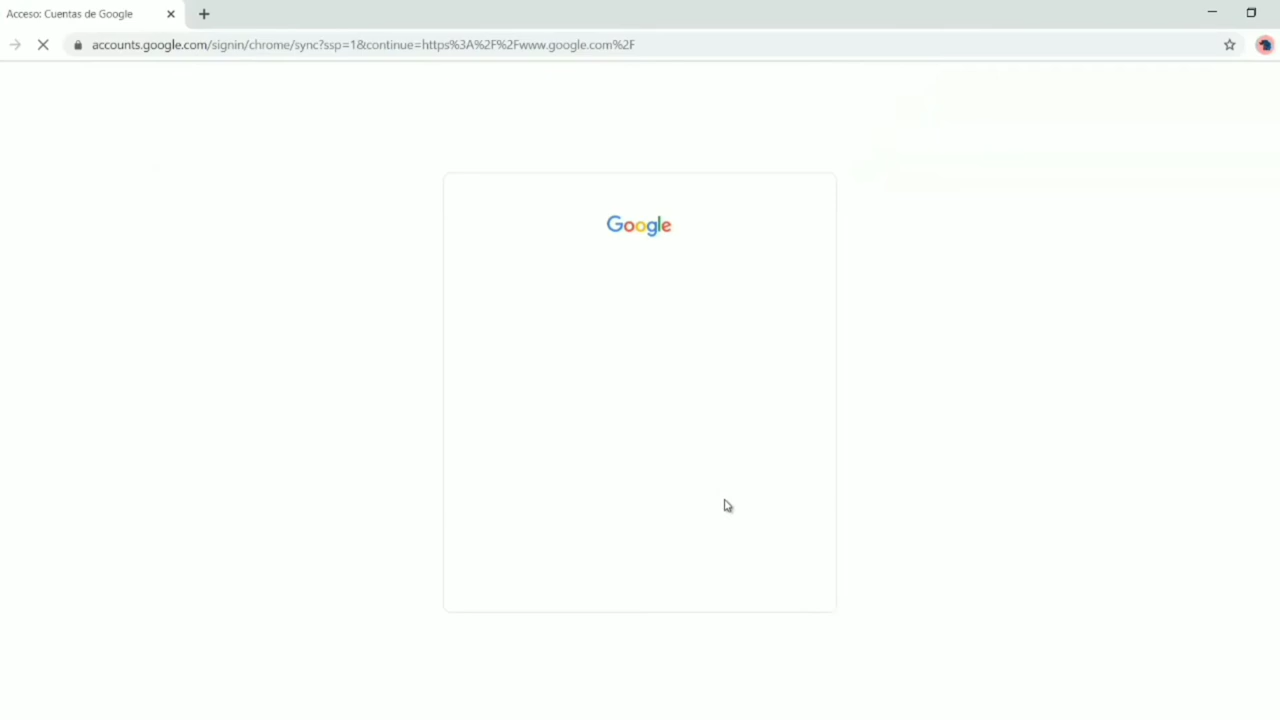 Acceso: Cuentas de Google
accounts.google.com/signin/chrome/sync?ssp=1&continue=https%3A%2F%2Fwww.google.com%2F
Google